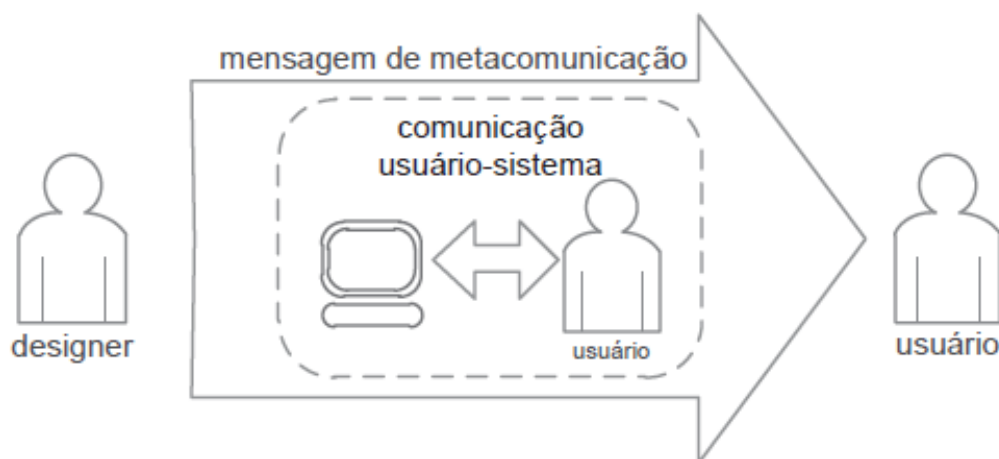 mensagem de metacomunicação
comunicação
usuário-sistema
designer
usuário
usuário